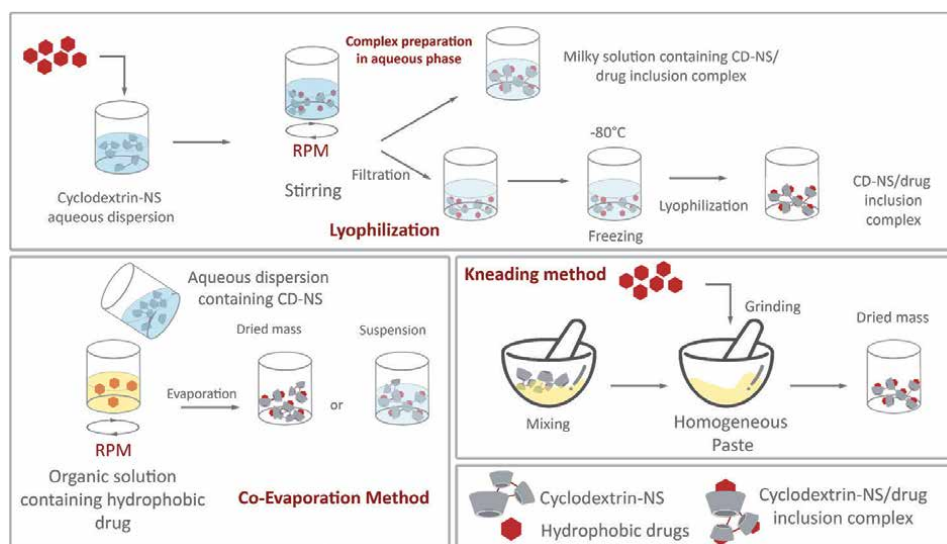 Cyclodextrin-NS
aqueous dispersion
RPM
Stirring
Complex preparation
in aqueous phase
Milky solution containing CD-NS/
drug inclusion complex
Filtration
Lyophilization
-80°C
Freezing
Lyophilization
CD-NS/drug
inclusion
complex
Aqueous dispersion
containing CD-NS
RPM
Organic solution
containing hydrophobic
drug
Evaporation
Dried mass
or
Suspension
Co-Evaporation Method
Kneading method
Mixing
Grinding
Homogeneous
Paste
Dried mass
Cyclodextrin-NS
Hydrophobic drugs
Cyclodextrin-NS/drug
inclusion complex